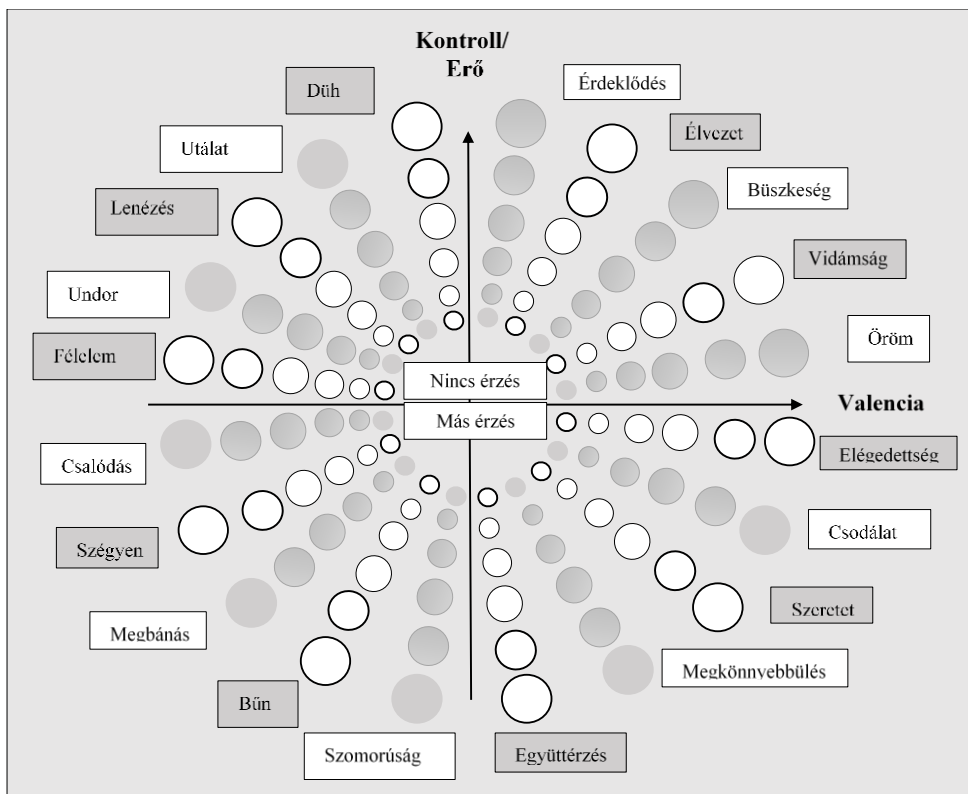 Kontroll/
Erő
Düh
Érdeklődés
Élvezet
Utálat
Büszkeség
Lenézés
Vidámság
Undor
Öröm
Félelem
Nincs érzés
Valencia
Más érzés
Csalódás
Elégedettség
Csodálat
Szégyen
Szeretet
Megbánás
Megkönnyebbülés
Bűn
Szomorúság
Együttérzés